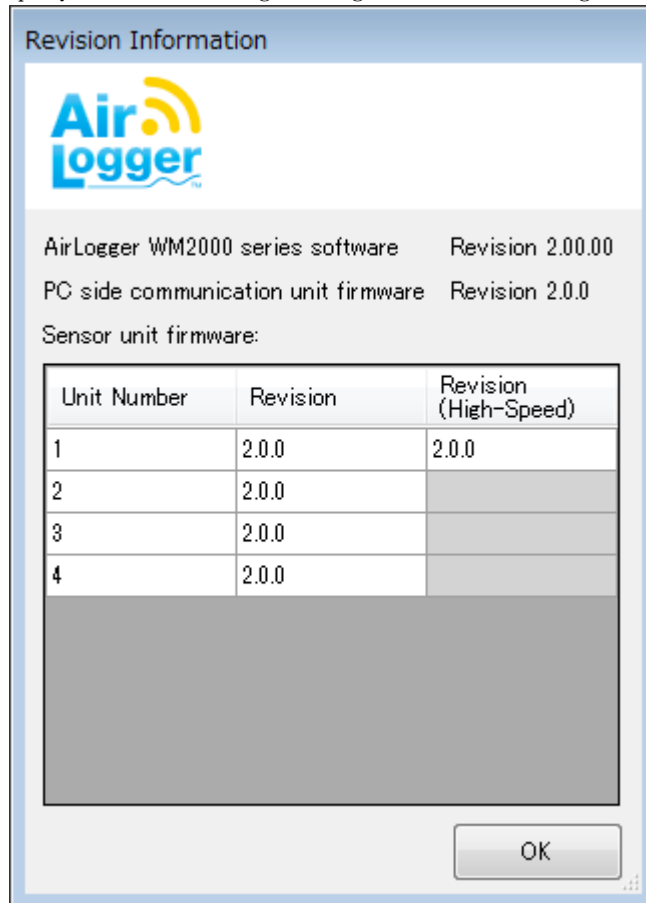 Revision Information
Air
Logger
TM
AirLogger WM2000 series software Revision 2.00.00
PC side communication unit firmware Revision 2.0.0
Sensor unit firmware:
Unit Number Revision Revision (High-Speed)
1 2.0.0 2.0.0
2 2.0.0
3 2.0.0
4 2.0.0
OK